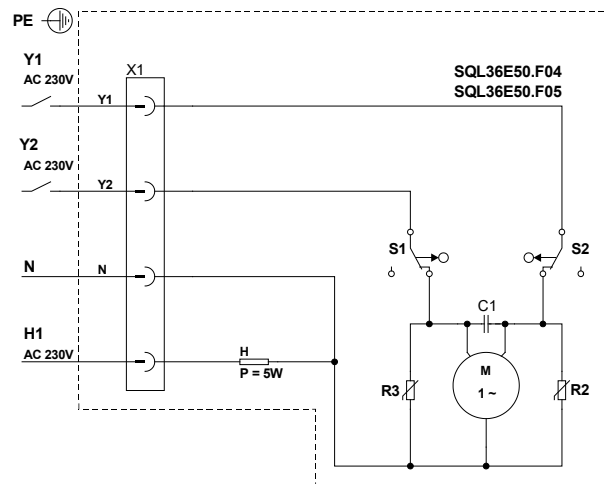 PE
Y1
AC 230V
X1
SQL36E50.F04
SQL36E50.F05
Y1
Y2
AC 230V
Y2
S1
S2
N
N
C1
H1
AC 230V
H
P = 5W
R3
M
1 ~
R2